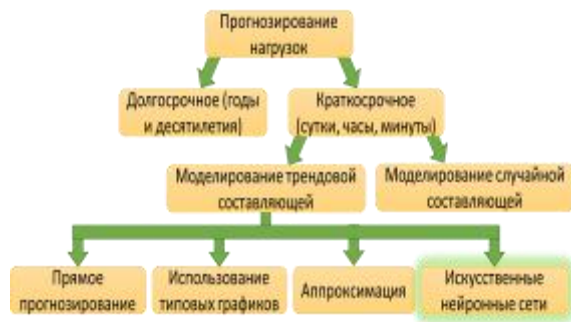 Прогнозирование
нагрузок
Долгосрочное (годы
и десятилетия)
Краткосрочное
(сутки, часы, минуты)
Моделирование трендовой
составляющей
Моделирование случайной
составляющей
Прямое
прогнозирование
Использование
типовых графиков
Аппроксимация
Искусственные
нейронные сети